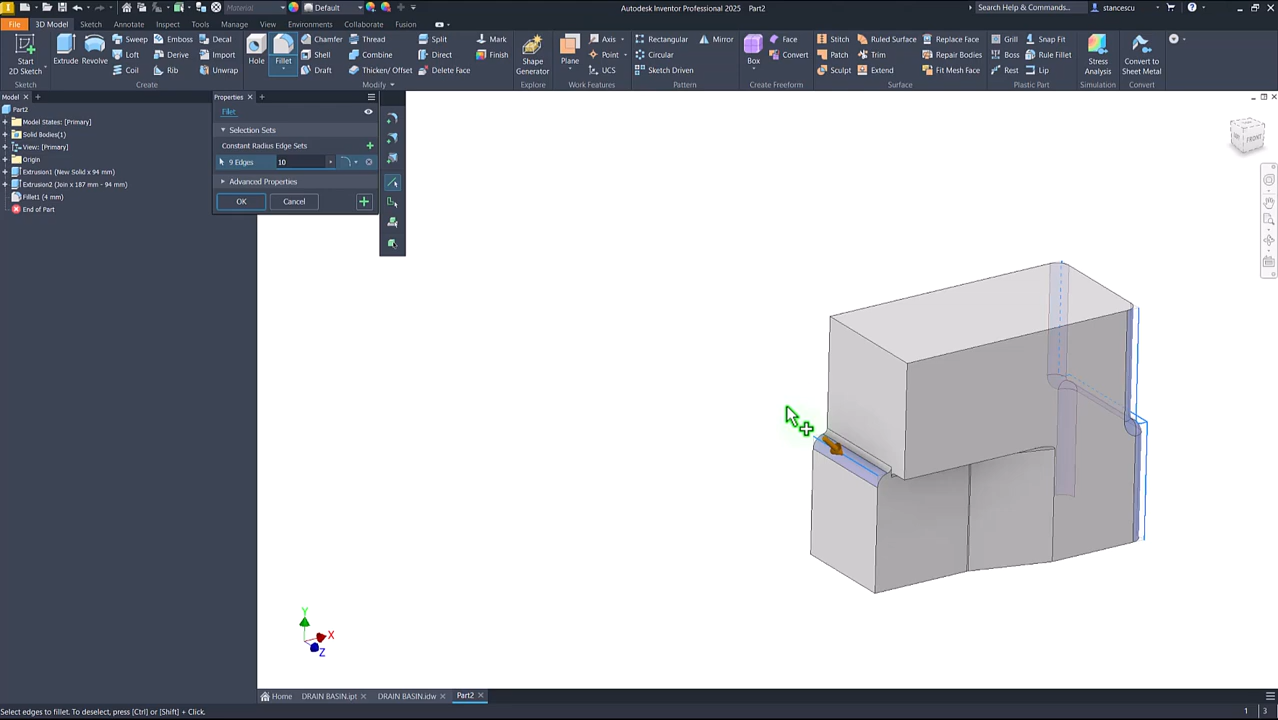 Autodesk Inventor Professional 2025 Part2
Search Help & Commands...
stancescu
Material
Default
File 3D Model Sketch Annotate Inspect Tools Manage View Environments Collaborate Fusion
Start 2D Sketch
Sketch
Extrude Revolve Sweep Emboss Decal
Loft Derive Import
Coil Rib Unwrap
Create
Hole Fillet Chamfer Thread Split Mark
Shell Combine Direct Finish
Draft Thicken/ Offset Delete Face
Modify
Shape Generator
Explore
Plane Axis
Point
UCS
Work Features
Rectangular Mirror
Circular
Sketch Driven
Pattern
Box Face
Convert
Create Freeform
Stitch Ruled Surface Replace Face
Patch Trim Repair Bodies
Sculpt Extend Fit Mesh Face
Surface
Grill Snap Fit
Boss Rule Fillet
Rest Lip
Plastic Part
Stress Analysis
Simulation
Convert to Sheet Metal
Convert
Model
Part2
Model States: [Primary]
Solid Bodies(1)
View: [Primary]
Origin
Extrusion1 (New Solid x 94 mm)
Extrusion2 (Join x 187 mm - 94 mm)
Fillet1 (4 mm)
End of Part
Properties
Fillet
Selection Sets
Constant Radius Edge Sets
9 Edges 10
Advanced Properties
OK Cancel
FRONT
Y
X
Z
Home DRAIN BASIN.ipt DRAIN BASIN.idw Part2
Select edges to fillet. To deselect, press [Ctrl] or [Shift] + Click.
1 3